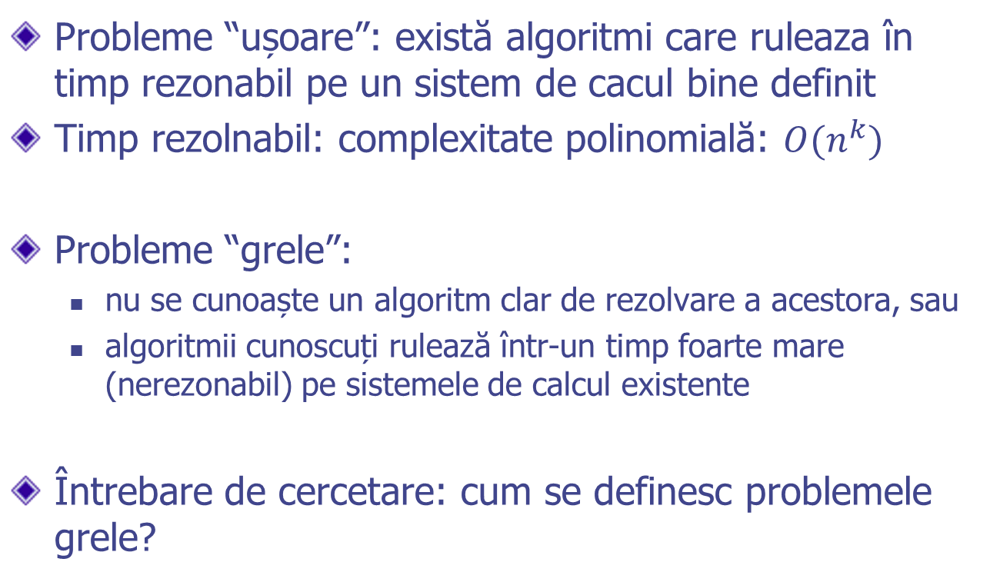 Probleme “ușoare”: există algoritmi care ruleaza în
timp rezonabil pe un sistem de cacul bine definit
Timp rezolnabil: complexitate polinomială: O(n^k)
Probleme “grele”:
nu se cunoaște un algoritm clar de rezolvare a acestora, sau
algoritmii cunoscuți rulează într-un timp foarte mare
(nerezonabil) pe sistemele de calcul existente
Întrebare de cercetare: cum se definesc problemele
grele?